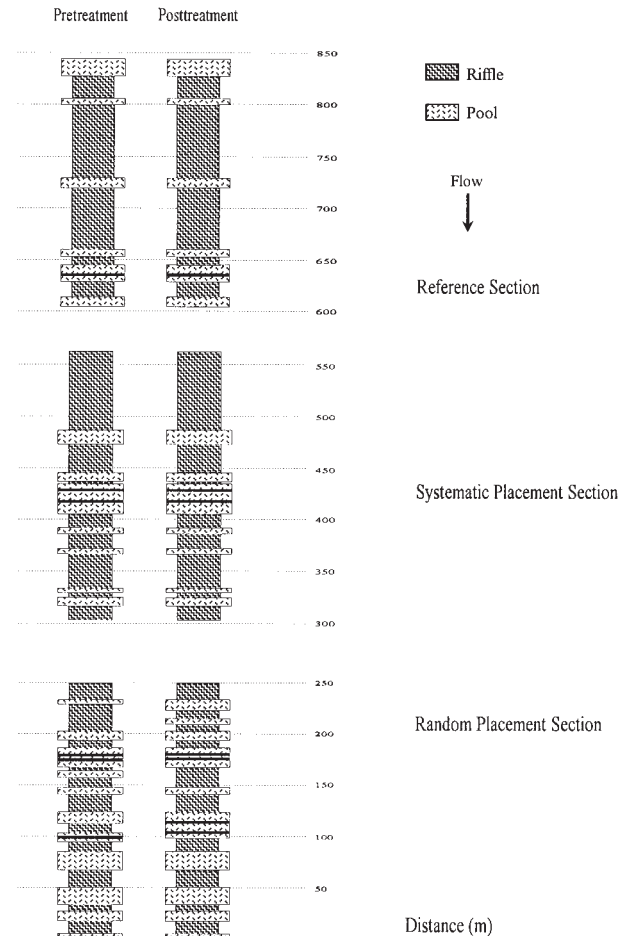 Pretreatment Posttreatment
850
Riffle
800
Pool
750
Flow
700
650
Reference Section
600
550
500
450
Systematic Placement Section
400
350
300
250
Random Placement Section
200
150
100
50
Distance (m)